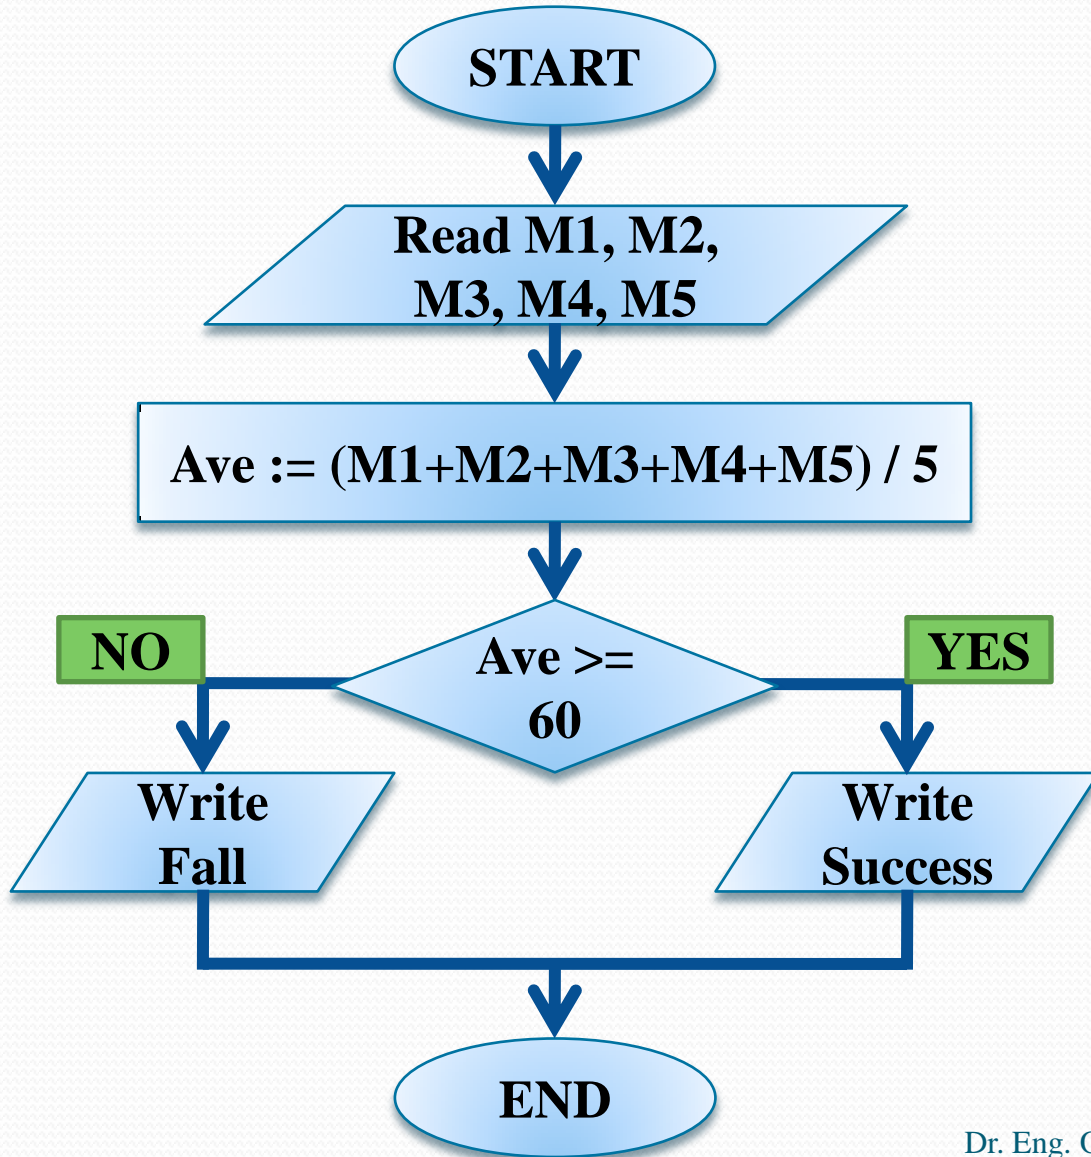 START
Read M1, M2,
M3, M4, M5
Ave := (M1+M2+M3+M4+M5) / 5
Ave >=
60
NO
YES
Write
Fall
Write
Success
END
Dr. Eng.